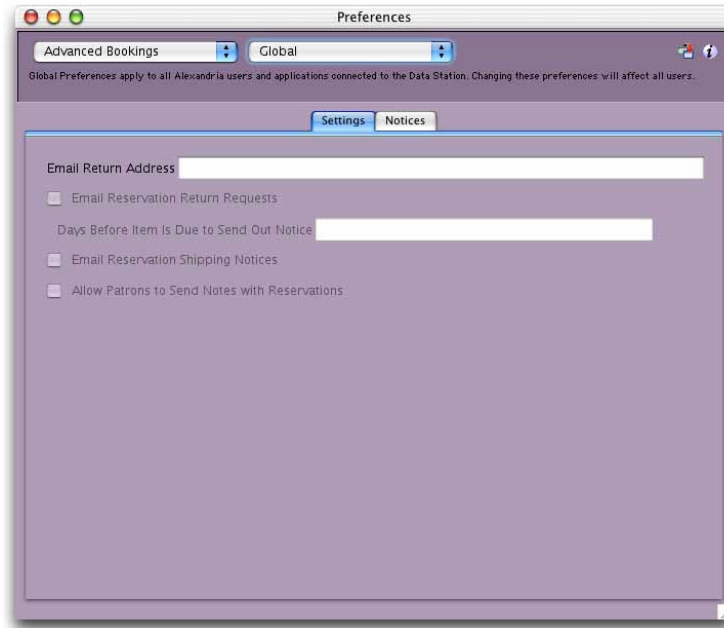 Preferences
Advanced Bookings Global
Global Preferences apply to all Alexandria users and applications connected to the Data Station. Changing these preferences will affect all users.
Settings Notices
Email Return Address
Email Reservation Return Requests
Days Before Item Is Due to Send Out Notice
Email Reservation Shipping Notices
Allow Patrons to Send Notes with Reservations